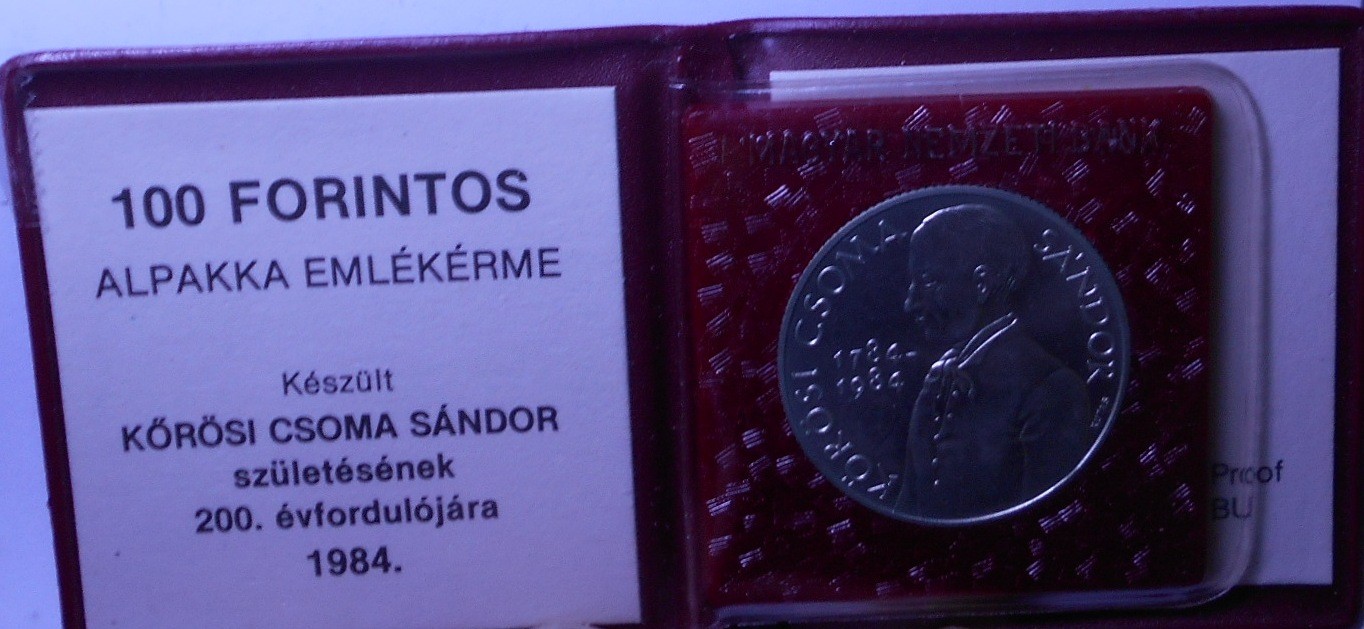 100 FORINTOS
ALPAKKA EMLÉKÉRME
Készült
KŐRÖSI CSOMA SÁNDOR
születésének
200. évfordulójára
1984.
MAGYAR NEMZETI BANK
KŐRÖSI CSOMA SÁNDOR
1784-
1984
Proof
BU